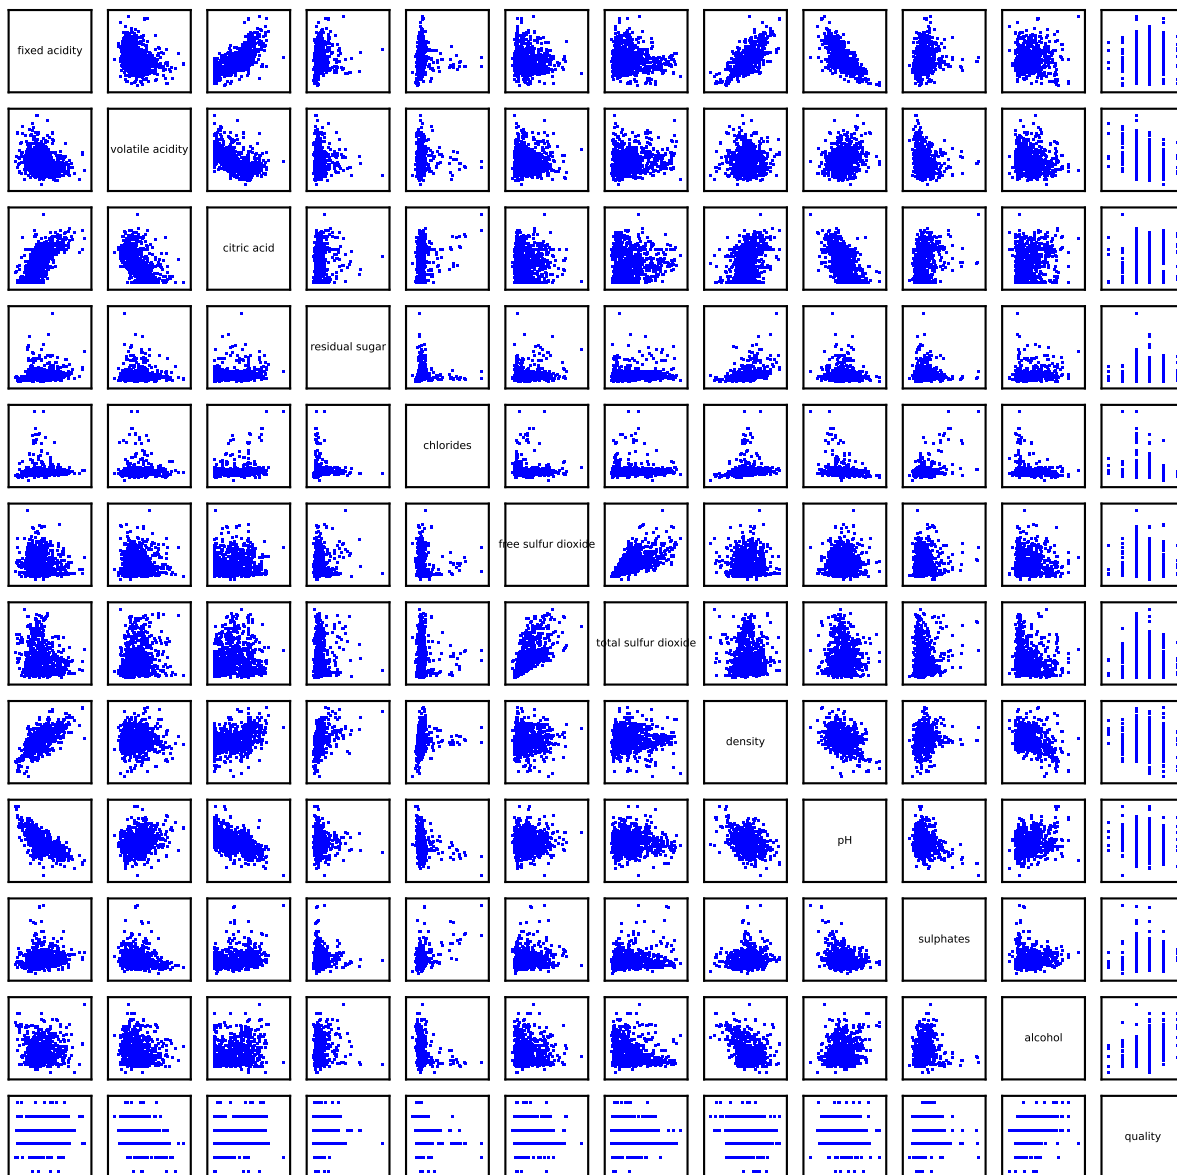 fixed acidity
volatile acidity
citric acid
residual sugar
chlorides
free sulfur dioxide
total sulfur dioxide
density
pH
sulphates
alcohol
quality